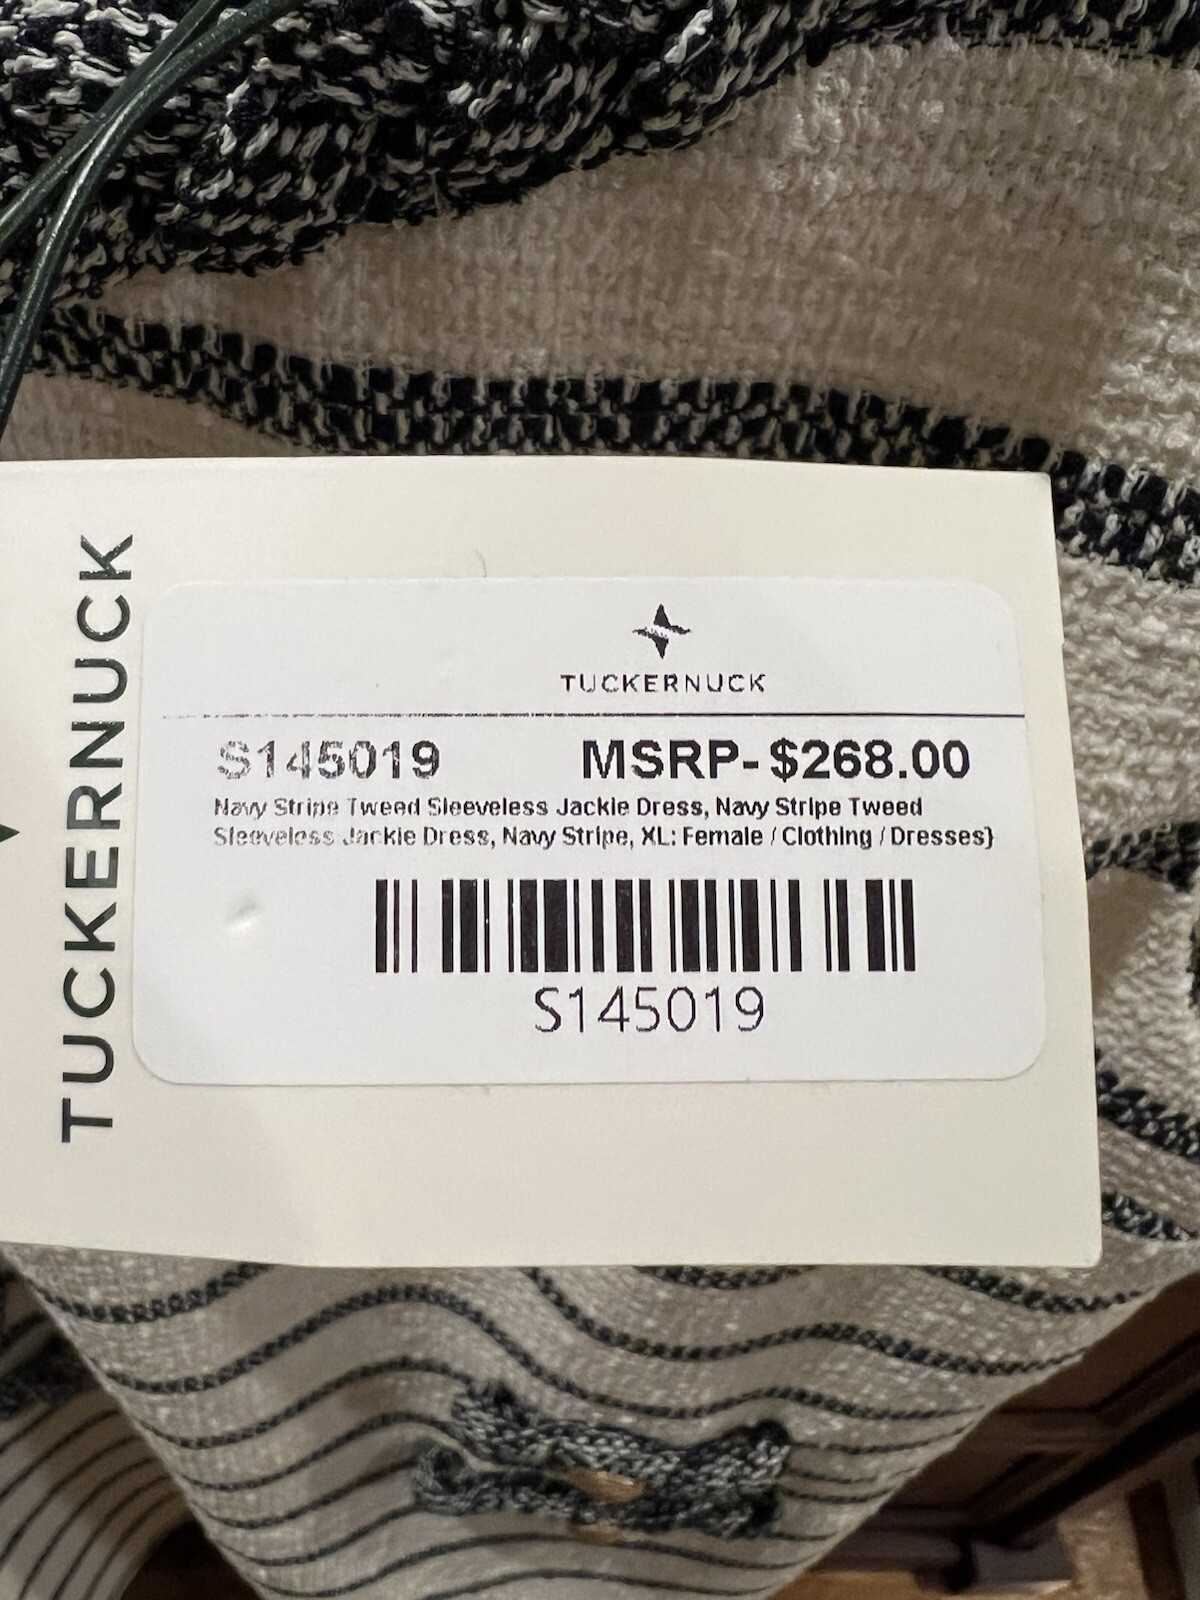 TUCKERNUCK
TUCKERNUCK
S145019 MSRP-$268.00
Navy Stripe Tweed Sleeveless Jackie Dress, Navy Stripe Tweed
Sleeveless Jackie Dress, Navy Stripe, XL: Female / Clothing / Dresses}
S145019